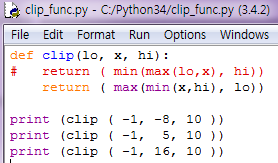 clip_func.py - C:/Python34/clip_func.py (3.4.2)
File Edit Format Run Options Windows
def clip(lo, x, hi):
#   return ( min(max(lo,x), hi))
    return ( max(min(x,hi), lo))
print (clip ( -1, -8, 10 ))
print (clip ( -1,  5, 10 ))
print (clip ( -1, 16, 10 ))